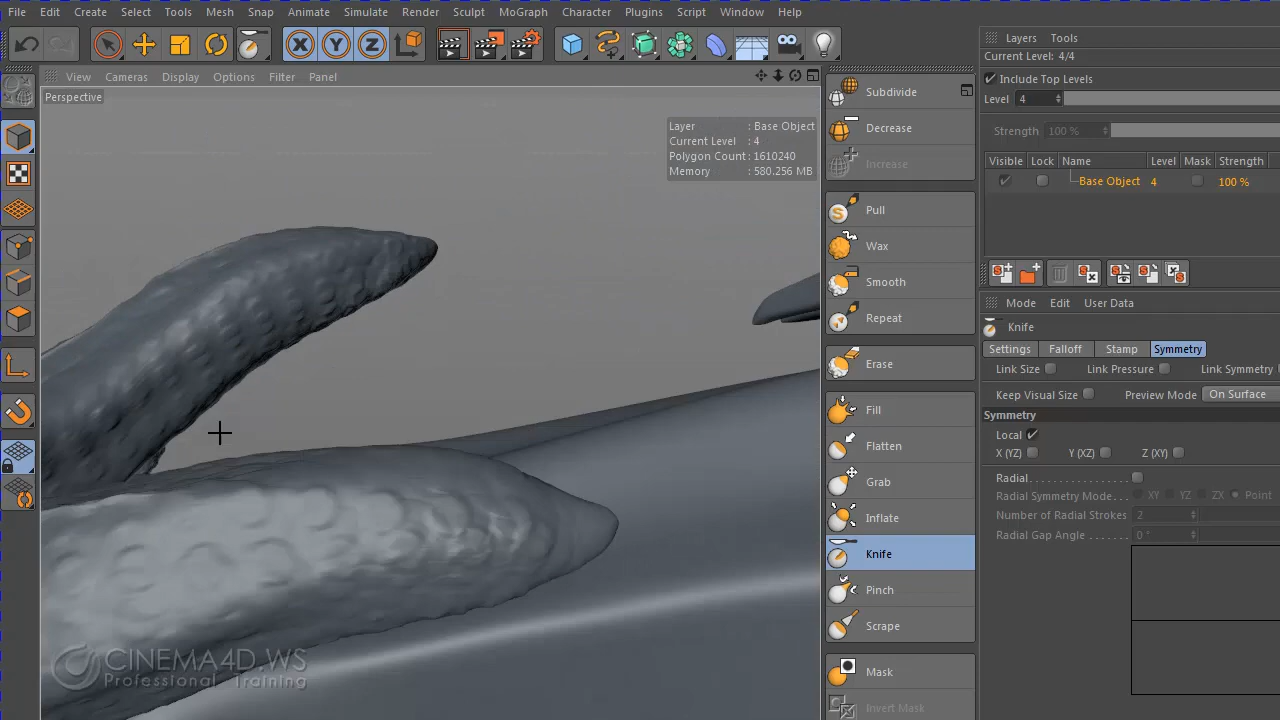 File Edit Create Select Tools Mesh Snap Animate Simulate Render Sculpt MoGraph Character Plugins Script Window Help
View Cameras Display Options Filter Panel
Perspective
Layer : Base Object
Current Level : 4
Polygon Count : 1610240
Memory : 580.256 MB
CINEMA4D.WS
Professional Training
Subdivide
Decrease
Increase
Pull
Wax
Smooth
Repeat
Erase
Fill
Flatten
Grab
Inflate
Knife
Pinch
Scrape
Mask
Invert Mask
Layers Tools
Current Level: 4/4
Include Top Levels
Level 4
Strength 100 %
Visible Lock Name Level Mask Strength
Base Object 4 100 %
Mode Edit User Data
Knife
Settings Falloff Stamp Symmetry
Link Size Link Pressure Link Symmetry
Keep Visual Size Preview Mode On Surface
Symmetry
Local
X (YZ) Y (XZ) Z (XY)
Radial
Radial Symmetry Mode XY YZ ZX Point
Number of Radial Strokes 2
Radial Gap Angle 0 °